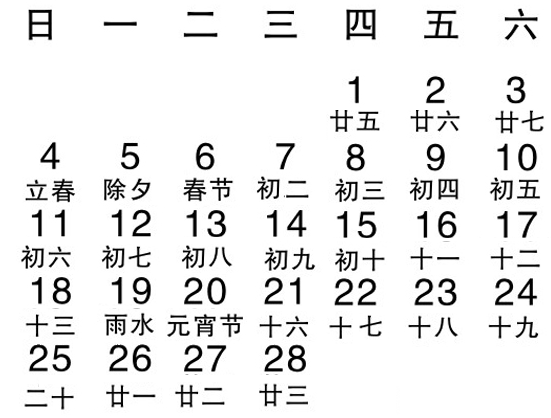 日 一 二 三 四 五 六
1 2 3
廿五 廿六 廿七
4 5 6 7 8 9 10
立春 除夕 春节 初二 初三 初四 初五
11 12 13 14 15 16 17
初六 初七 初八 初九 初十 十一 十二
18 19 20 21 22 23 24
十三 雨水 元宵节 十六 十七 十八 十九
25 26 27 28
二十 廿一 廿二 廿三